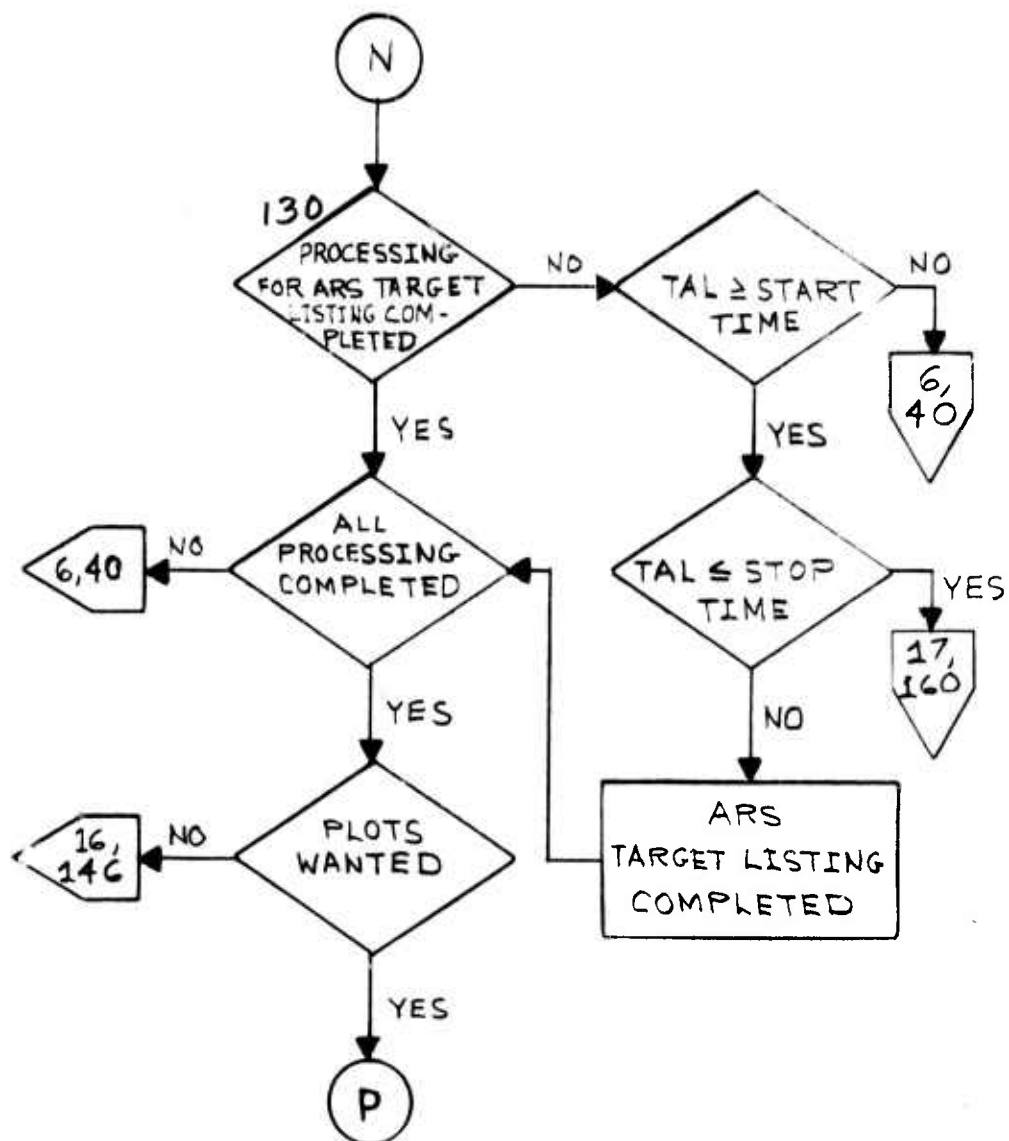 N
130
PROCESSING
FOR ARS TARGET
LISTING COM-
PLETED
NO
TAL ≥ START
TIME
NO
6,
40
YES
YES
ALL
PROCESSING
COMPLETED
NO
6,40
TAL ≤ STOP
TIME
YES
17,
160
YES
NO
PLOTS
WANTED
NO
16,
146
ARS
TARGET LISTING
COMPLETED
YES
P